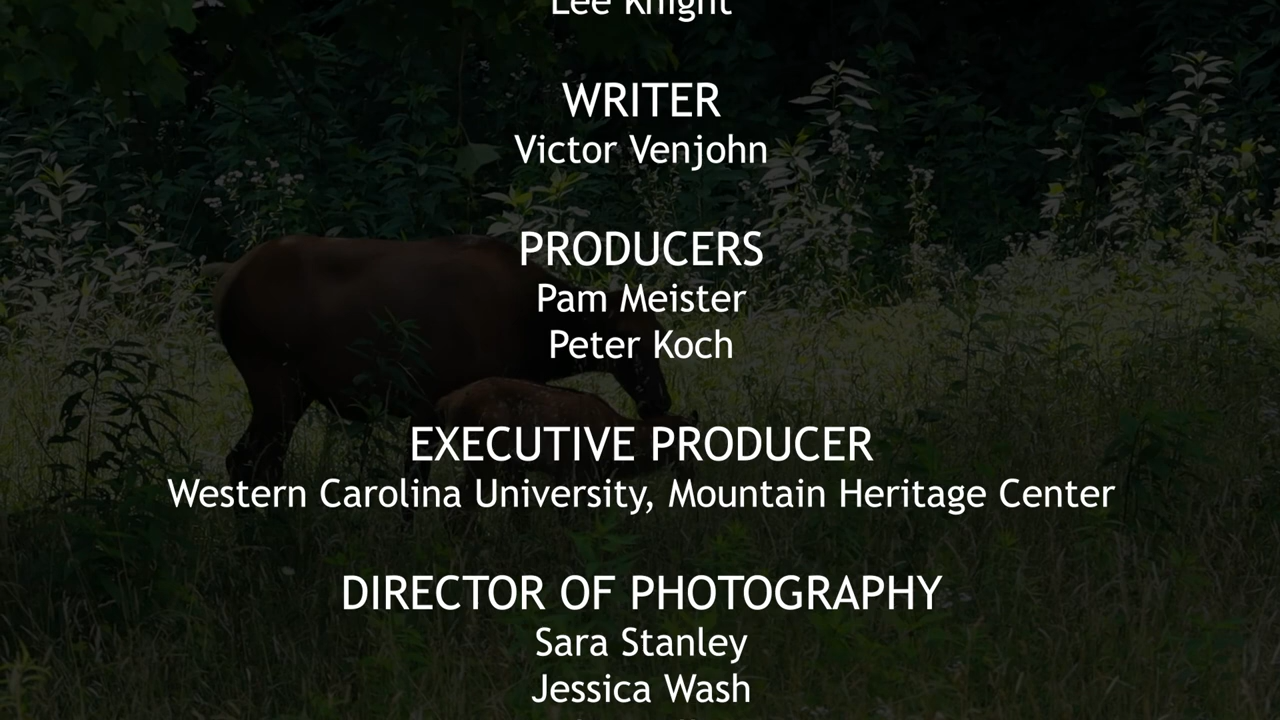 Lee Knight
WRITER
Victor Venjohn
PRODUCERS
Pam Meister
Peter Koch
EXECUTIVE PRODUCER
Western Carolina University, Mountain Heritage Center
DIRECTOR OF PHOTOGRAPHY
Sara Stanley
Jessica Wash